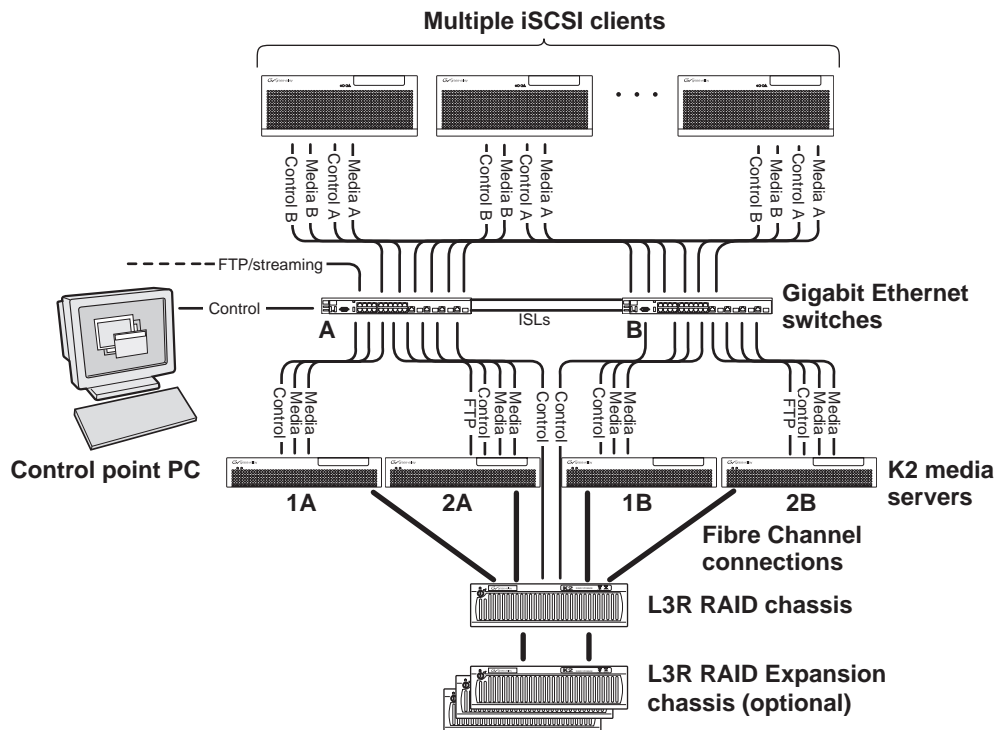 Multiple iSCSI clients
Control B
Media B
Control A
Media A
Control B
Media B
Control A
Media A
Control B
Media B
Control A
Media A
FTP/streaming
Control
A
ISLs
B
Gigabit Ethernet
switches
Control
Media
Media
FTP
Control
Media
Media
Control
Control
Control
Media
Media
FTP
Control
Media
Media
Control point PC
1A
2A
1B
2B
K2 media
servers
Fibre Channel
connections
K2
L3R RAID chassis
K2
L3R RAID Expansion
chassis (optional)